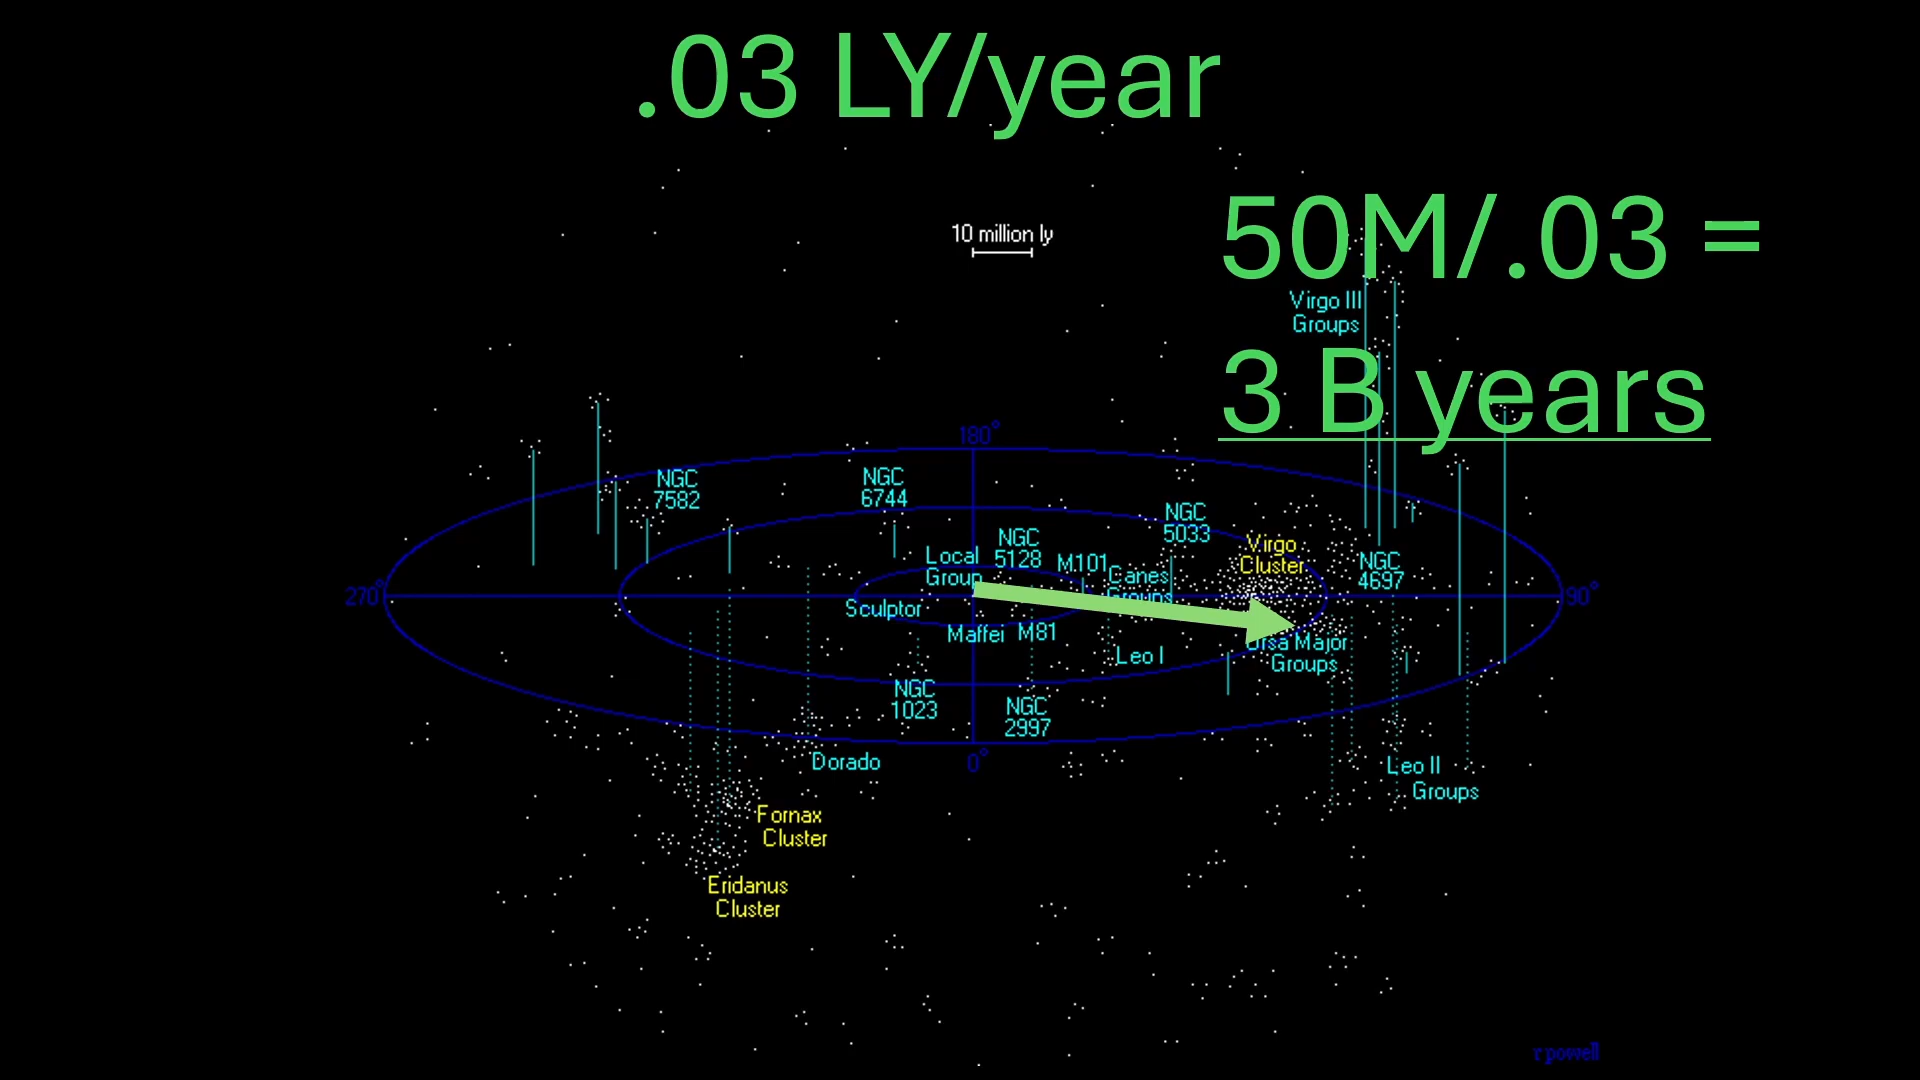 .03 LY/year
50M/.03 =
3 B years
10 million ly
Virgo III
Groups
180°
NGC
7582
NGC
6744
NGC
5033
NGC
5128
Local
Group
M101
Canes
Groups
Virgo
Cluster
NGC
4697
270°
90°
Sculptor
Maffei
M81
Leo I
Ursa Major
Groups
NGC
1023
NGC
2997
0°
Dorado
Leo II
Groups
Fornax
Cluster
Eridanus
Cluster
r powell